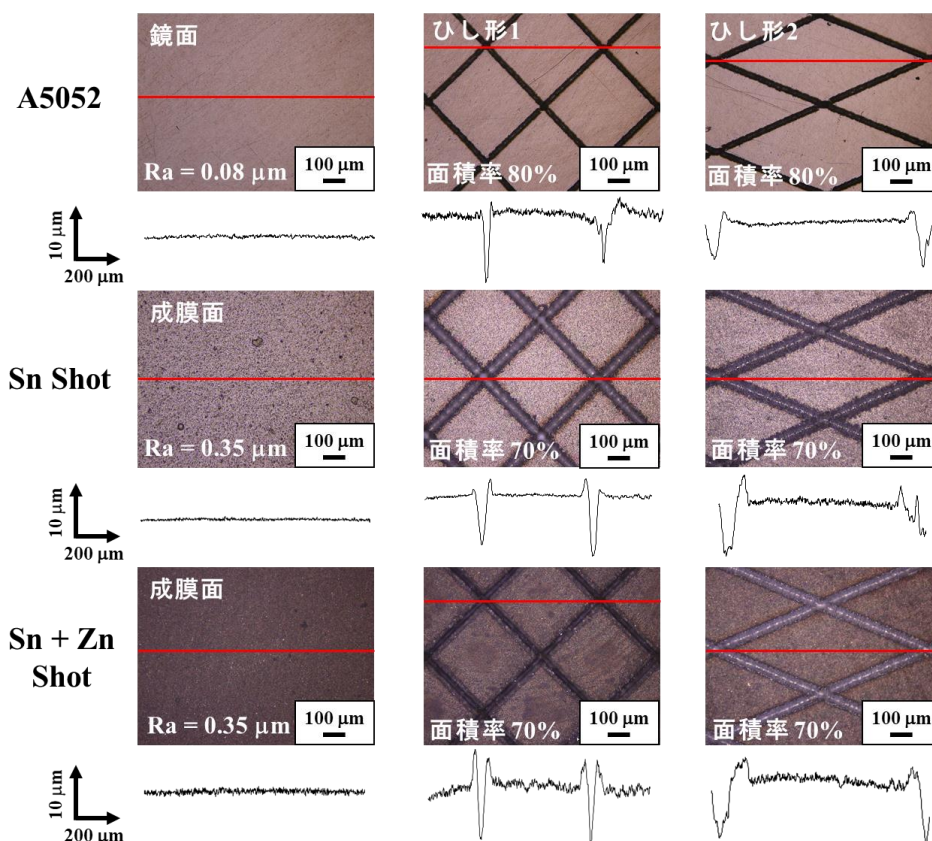 鏡面
ひし形1
ひし形2
A5052
Ra = 0.08 μm
100 μm
面積率 80%
100 μm
面積率 80%
100 μm
10 μm
200 μm
成膜面
Sn Shot
Ra = 0.35 μm
100 μm
面積率 70%
100 μm
面積率 70%
100 μm
10 μm
200 μm
成膜面
Sn + Zn
Shot
Ra = 0.35 μm
100 μm
面積率 70%
100 μm
面積率 70%
100 μm
10 μm
200 μm